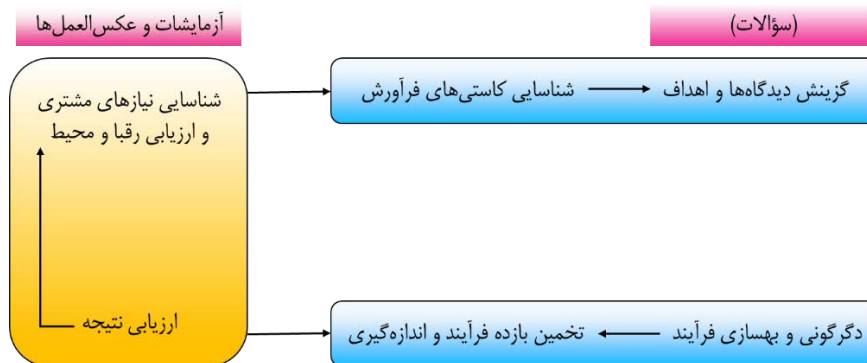 (سؤالات)
آزمایشات و عکس‌العمل‌ها
گزینش دیدگاه‌ها و اهداف
شناسایی کاستی‌های فرآورش
شناسایی نیازهای مشتری
و ارزیابی رقبا و محیط
دگرگونی و بهسازی فرآیند
تخمین بازده فرآیند و اندازه‌گیری
ارزیابی نتیجه